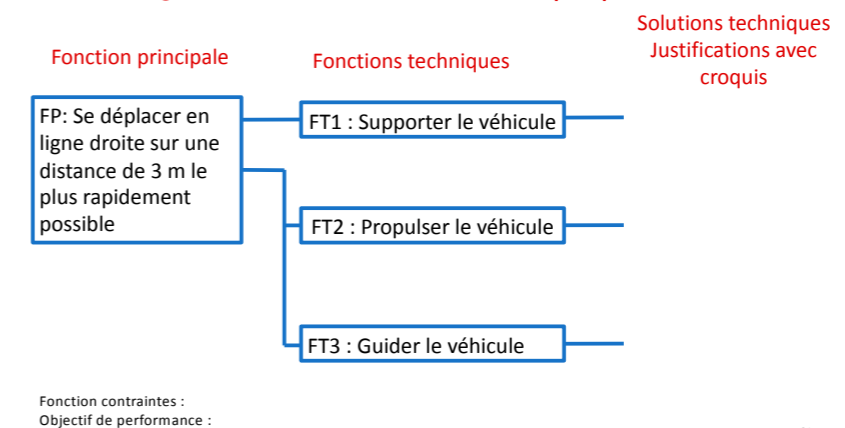 Solutions techniques
Justifications avec
croquis
Fonction principale
Fonctions techniques
FP: Se déplacer en
ligne droite sur une
distance de 3 m le
plus rapidement
possible
FT1 : Supporter le véhicule
FT2 : Propulser le véhicule
FT3 : Guider le véhicule
Fonction contraintes :
Objectif de performance :